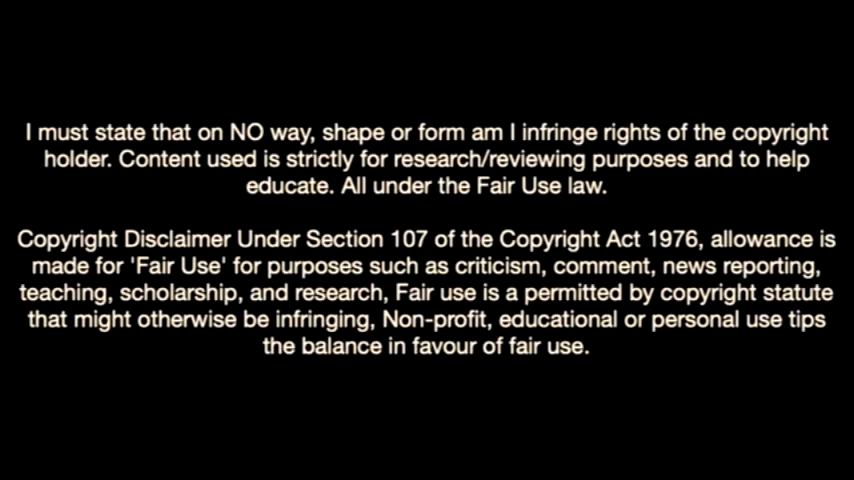 I must state that on NO way, shape or form am I infringe rights of the copyright
holder. Content used is strictly for research/reviewing purposes and to help
educate. All under the Fair Use law.
Copyright Disclaimer Under Section 107 of the Copyright Act 1976, allowance is
made for 'Fair Use' for purposes such as criticism, comment, news reporting,
teaching, scholarship, and research, Fair use is a permitted by copyright statute
that might otherwise be infringing, Non-profit, educational or personal use tips
the balance in favour of fair use.